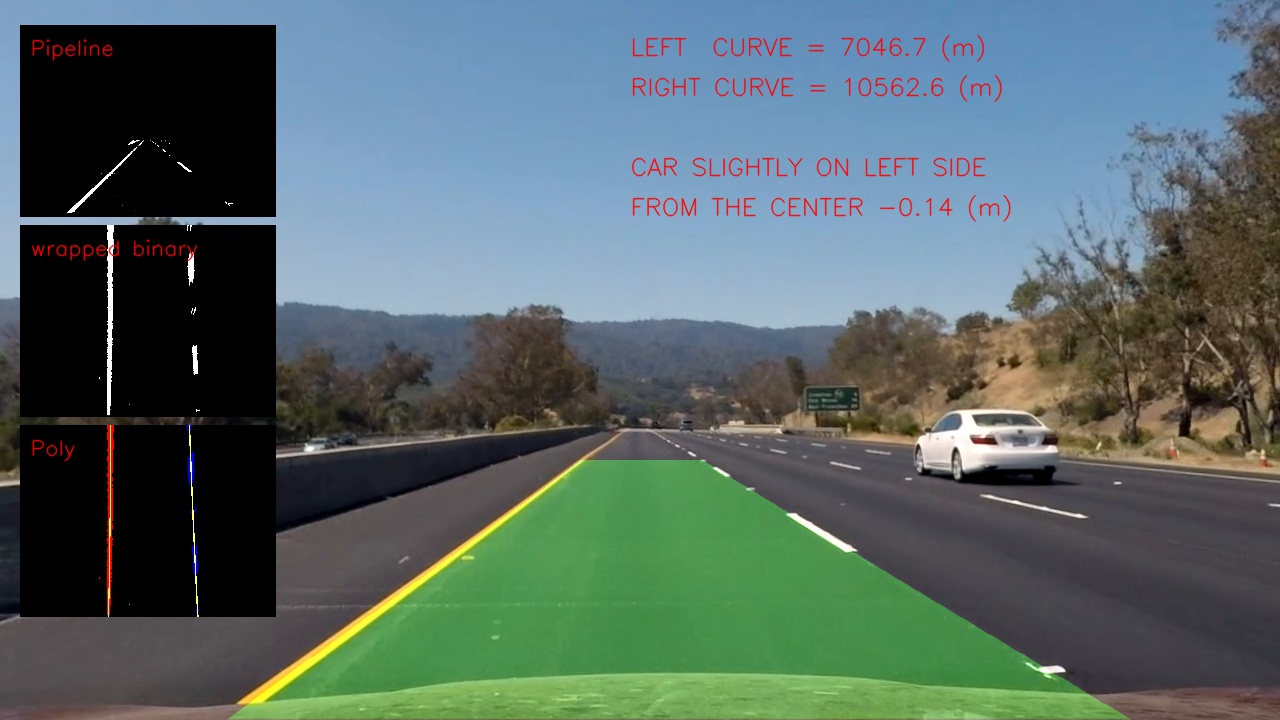 Pipeline
LEFT  CURVE = 7046.7 (m)
RIGHT CURVE = 10562.6 (m)
CAR SLIGHTLY ON LEFT SIDE
FROM THE CENTER -0.14 (m)
wrapped binary
Poly